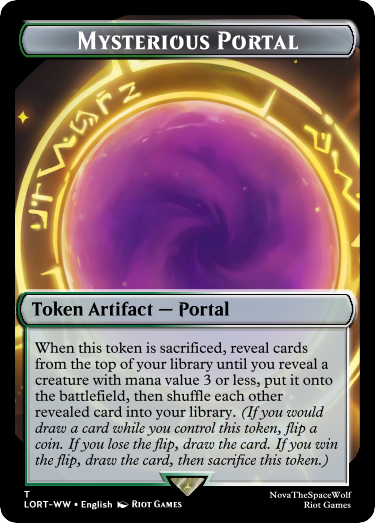 Mysterious Portal
Token Artifact — Portal
When this token is sacrificed, reveal cards
from the top of your library until you reveal a
creature with mana value 3 or less, put it onto
the battlefield, then shuffle each other
revealed card into your library. (If you would
draw a card while you control this token, flip a
coin. If you lose the flip, draw the card. If you win
the flip, draw the card, then sacrifice this token.)
T
LORT-WW • English Riot Games
NovaTheSpaceWolf
Riot Games